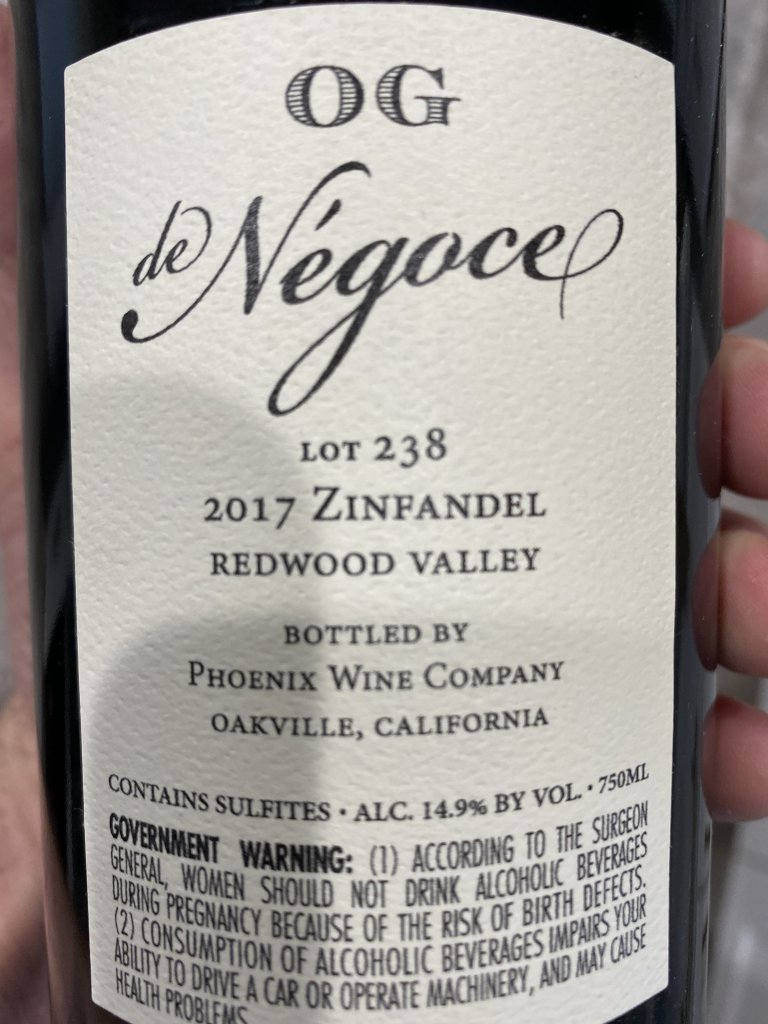 OG
de Négoce
LOT 238
2017 ZINFANDEL
REDWOOD VALLEY
BOTTLED BY
PHOENIX WINE COMPANY
OAKVILLE, CALIFORNIA
CONTAINS SULFITES • ALC. 14.9% BY VOL. • 750ML
GOVERNMENT WARNING: (1) ACCORDING TO THE SURGEON
GENERAL, WOMEN SHOULD NOT DRINK ALCOHOLIC BEVERAGES
DURING PREGNANCY BECAUSE OF THE RISK OF BIRTH DEFECTS.
(2) CONSUMPTION OF ALCOHOLIC BEVERAGES IMPAIRS YOUR
ABILITY TO DRIVE A CAR OR OPERATE MACHINERY, AND MAY CAUSE
HEALTH PROBLEMS